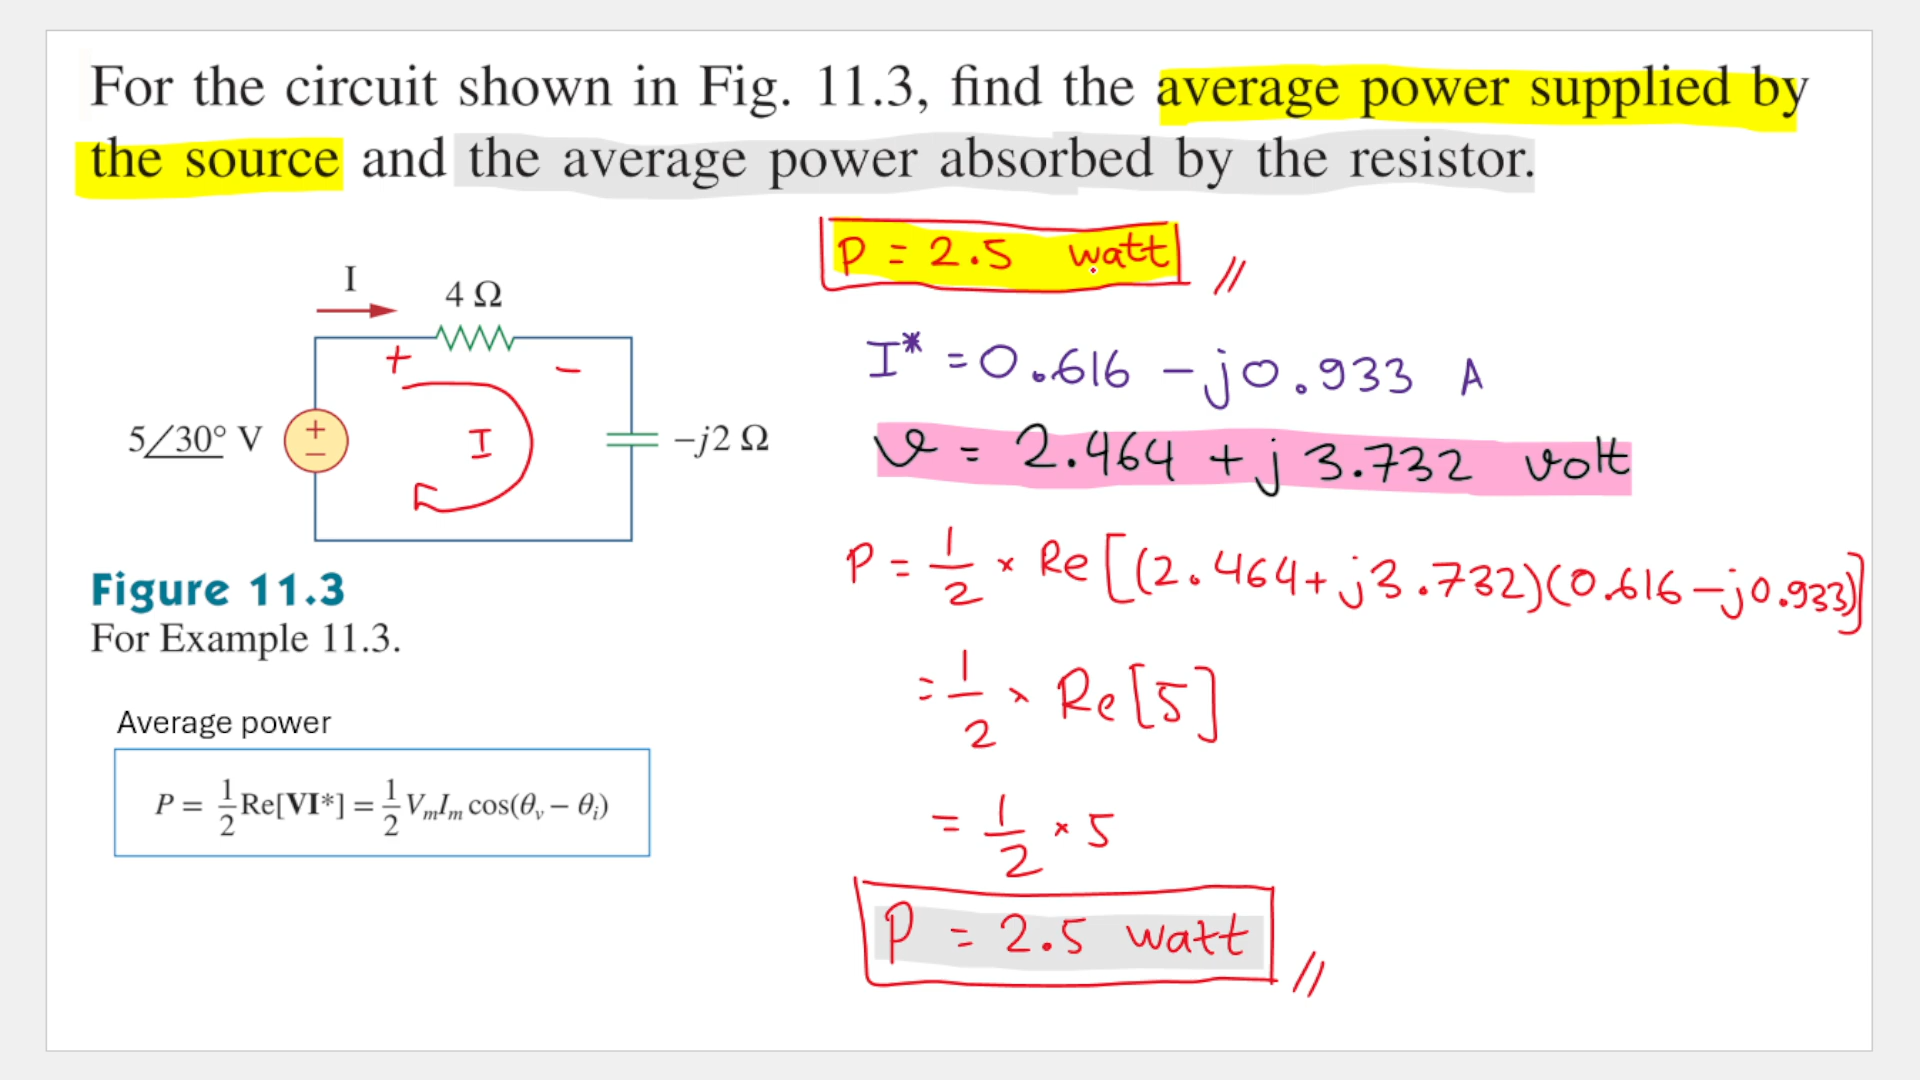 For the circuit shown in Fig. 11.3, find the average power supplied by
the source and the average power absorbed by the resistor.
P = 2.5 watt //
I
4 Ω
I* = 0.616 - j0.933 A
+ -
5∠30° V
+
-
I
-j2 Ω
v = 2.464 + j 3.732 volt
P = 1/2 × Re[(2.464 + j3.732)(0.616 - j0.933)]
Figure 11.3
For Example 11.3.
= 1/2 × Re[5]
Average power
P = 1/2 Re[VI*] = 1/2 VmIm cos(θv − θi)
= 1/2 × 5
P = 2.5 watt //